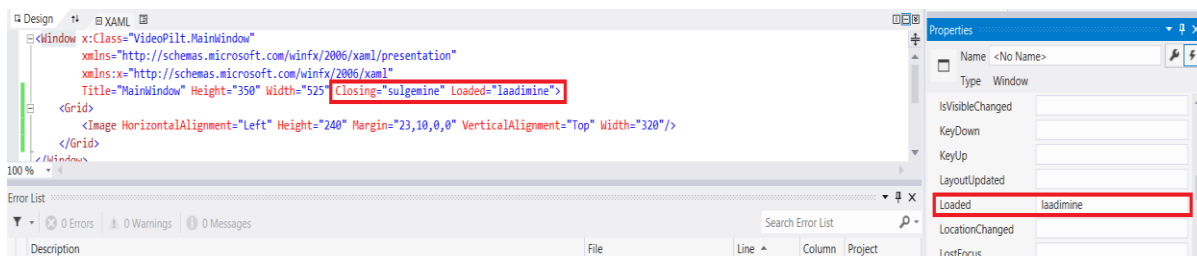 Design XAML
<Window x:Class="VideoPilt.MainWindow"
xmlns="http://schemas.microsoft.com/winfx/2006/xaml/presentation"
xmlns:x="http://schemas.microsoft.com/winfx/2006/xaml"
Title="MainWindow" Height="350" Width="525" Closing="sulgemine" Loaded="laadimine">
<Grid>
<Image HorizontalAlignment="Left" Height="240" Margin="23,10,0,0" VerticalAlignment="Top" Width="320"/>
</Grid>
</Window>
100 %
Error List
0 Errors 0 Warnings 0 Messages Search Error List
Description File Line Column Project
Properties
Name <No Name>
Type Window
IsVisibleChanged
KeyDown
KeyUp
LayoutUpdated
Loaded laadimine
LocationChanged
LostFocus